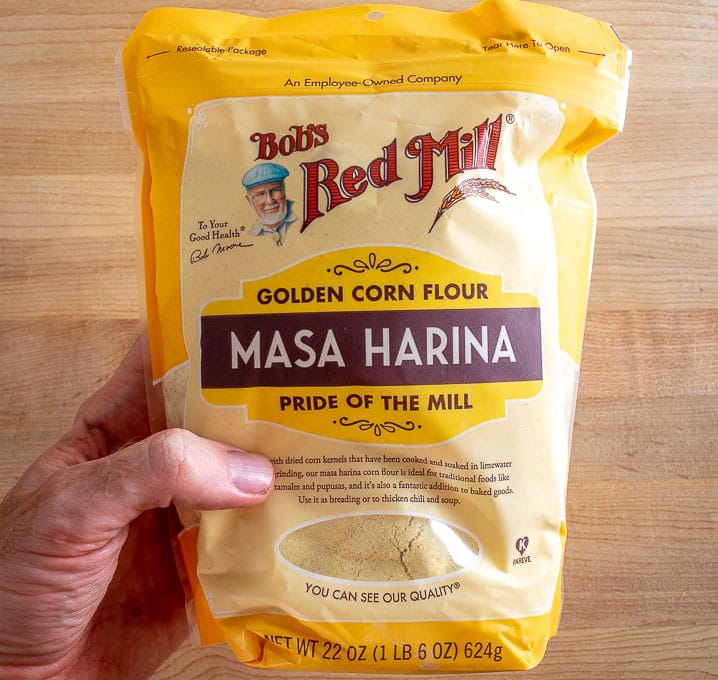 Resealable Package
Tear Here To Open
An Employee-Owned Company
Bob's
Red Mill®
To Your
Good Health®
Bob Moore
GOLDEN CORN FLOUR
MASA HARINA
PRIDE OF THE MILL
with dried corn kernels that have been cooked and soaked in limewater
grinding, our masa harina corn flour is ideal for traditional foods like
tamales and pupusas, and it's also a fantastic addition to baked goods.
Use it as breading or to thicken chili and soup.
K
PAREVE
YOU CAN SEE OUR QUALITY®
NET WT 22 OZ (1 LB 6 OZ) 624g